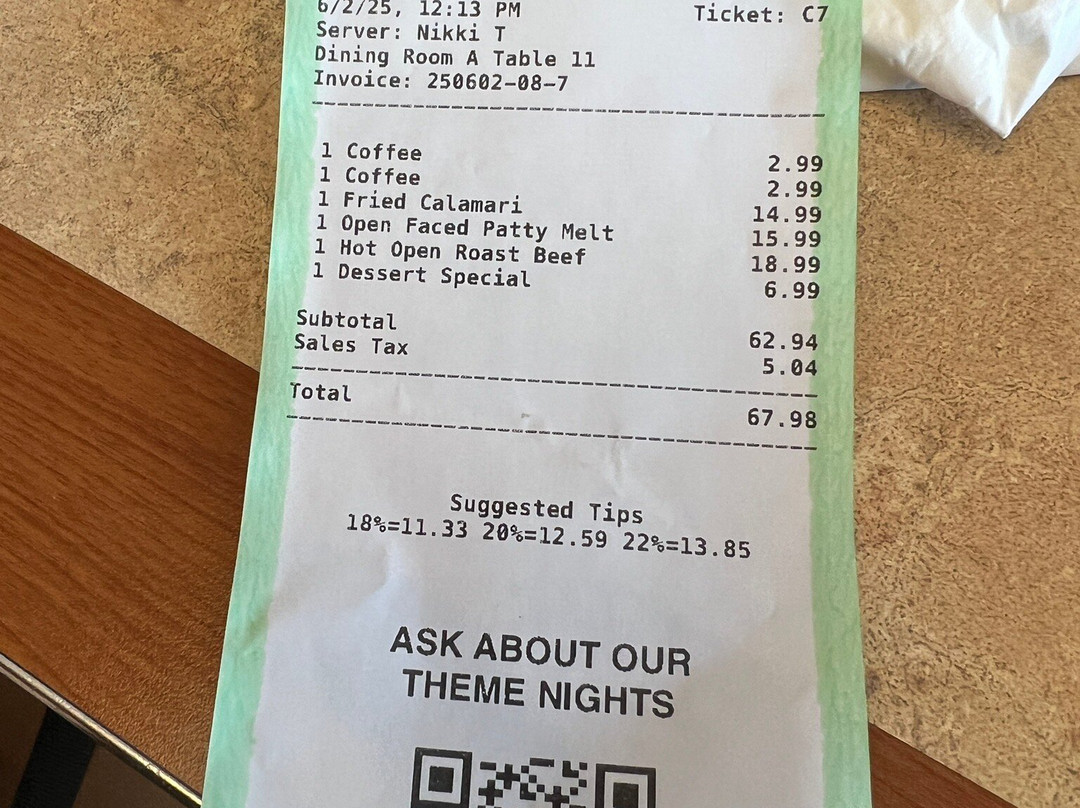 6/2/25, 12:13 PM Ticket: C7
Server: Nikki T
Dining Room A Table 11
Invoice: 250602-08-7
1 Coffee 2.99
1 Coffee 2.99
1 Fried Calamari 14.99
1 Open Faced Patty Melt 15.99
1 Hot Open Roast Beef 18.99
1 Dessert Special 6.99
Subtotal 62.94
Sales Tax 5.04
Total 67.98
Suggested Tips
18%=11.33 20%=12.59 22%=13.85
ASK ABOUT OUR
THEME NIGHTS